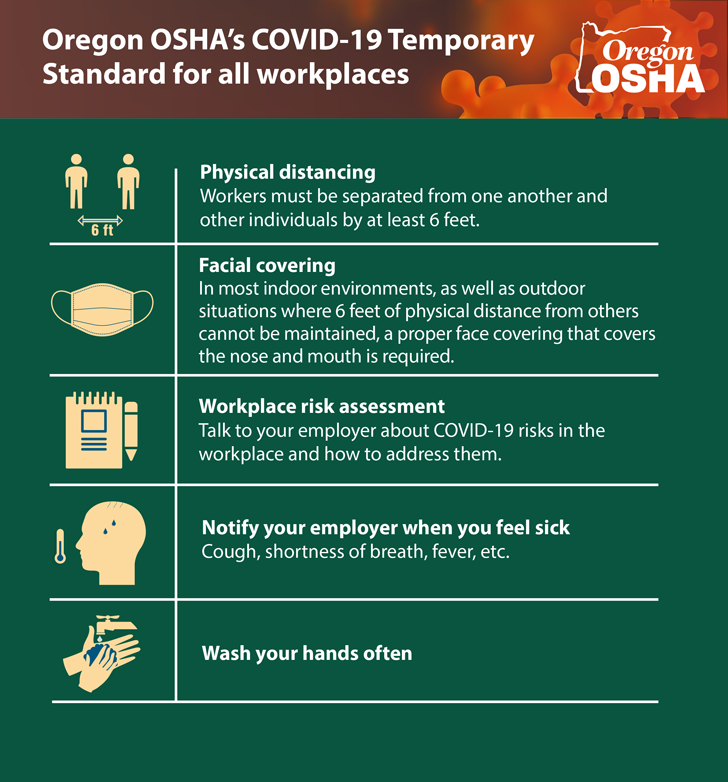 Oregon OSHA's COVID-19 Temporary
Standard for all workplaces
Oregon
OSHA
6 ft
Physical distancing
Workers must be separated from one another and
other individuals by at least 6 feet.
Facial covering
In most indoor environments, as well as outdoor
situations where 6 feet of physical distance from others
cannot be maintained, a proper face covering that covers
the nose and mouth is required.
Workplace risk assessment
Talk to your employer about COVID-19 risks in the
workplace and how to address them.
Notify your employer when you feel sick
Cough, shortness of breath, fever, etc.
Wash your hands often